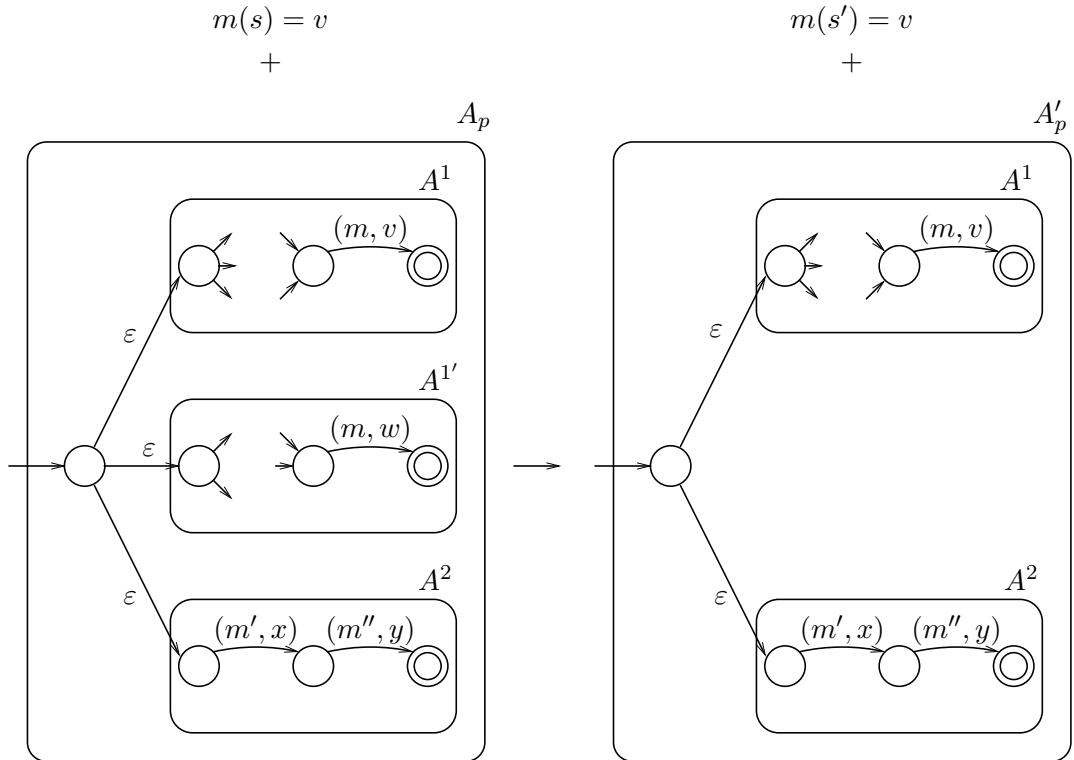 m(s) = v m(s′) = v
+ +
A_p A′_p
A^1 A^1
(m, v) (m, v)
ε ε
A^{1′}
(m, w)
ε
A^2 A^2
ε ε
(m′, x) (m″, y) (m′, x) (m″, y)